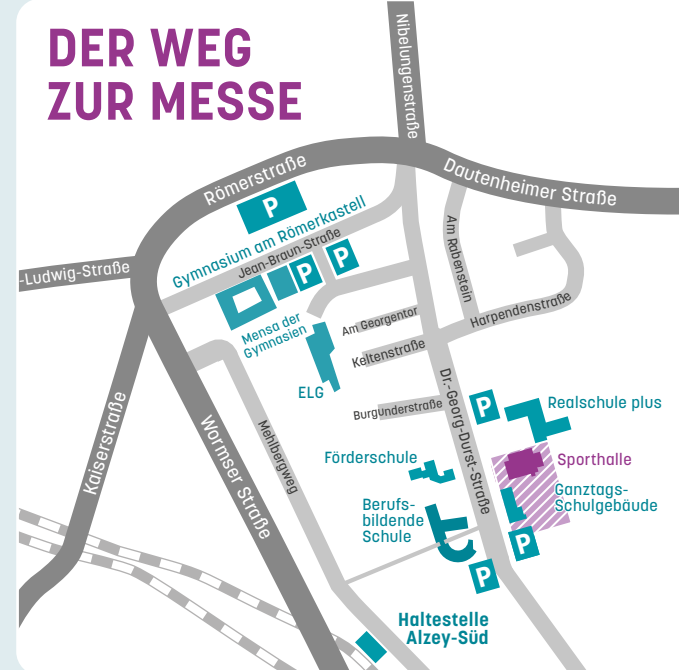 DER WEG
ZUR MESSE
Nibelungenstraße
Römerstraße
Dautenheimer Straße
P
Gymnasium am Römerkastell
Jean-Braun-Straße
P
P
-Ludwig-Straße
Am Rabenstein
Mensa der
Gymnasien
Am Georgentor
Harpendenstraße
Keltenstraße
ELG
Burgunderstraße
Dr.-Georg-Durst-Straße
P
Realschule plus
Kaiserstraße
Wormser Straße
Mehlbergweg
Förderschule
Sporthalle
Ganztags-
Schulgebäude
Berufs-
bildende
Schule
P
P
Haltestelle
Alzey-Süd